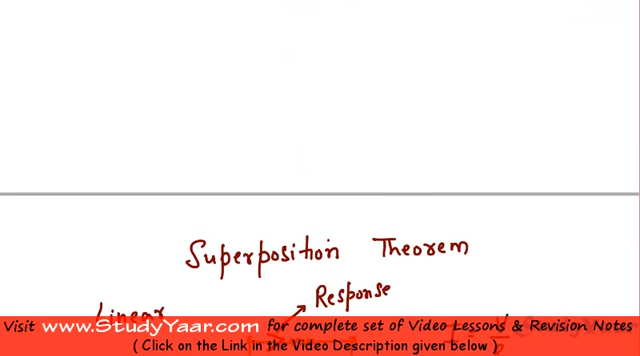 Superposition Theorem
Response
Linear
Visit www.StudyYaar.com for complete set of Video Lessons & Revision Notes
( Click on the Link in the Video Description given below )